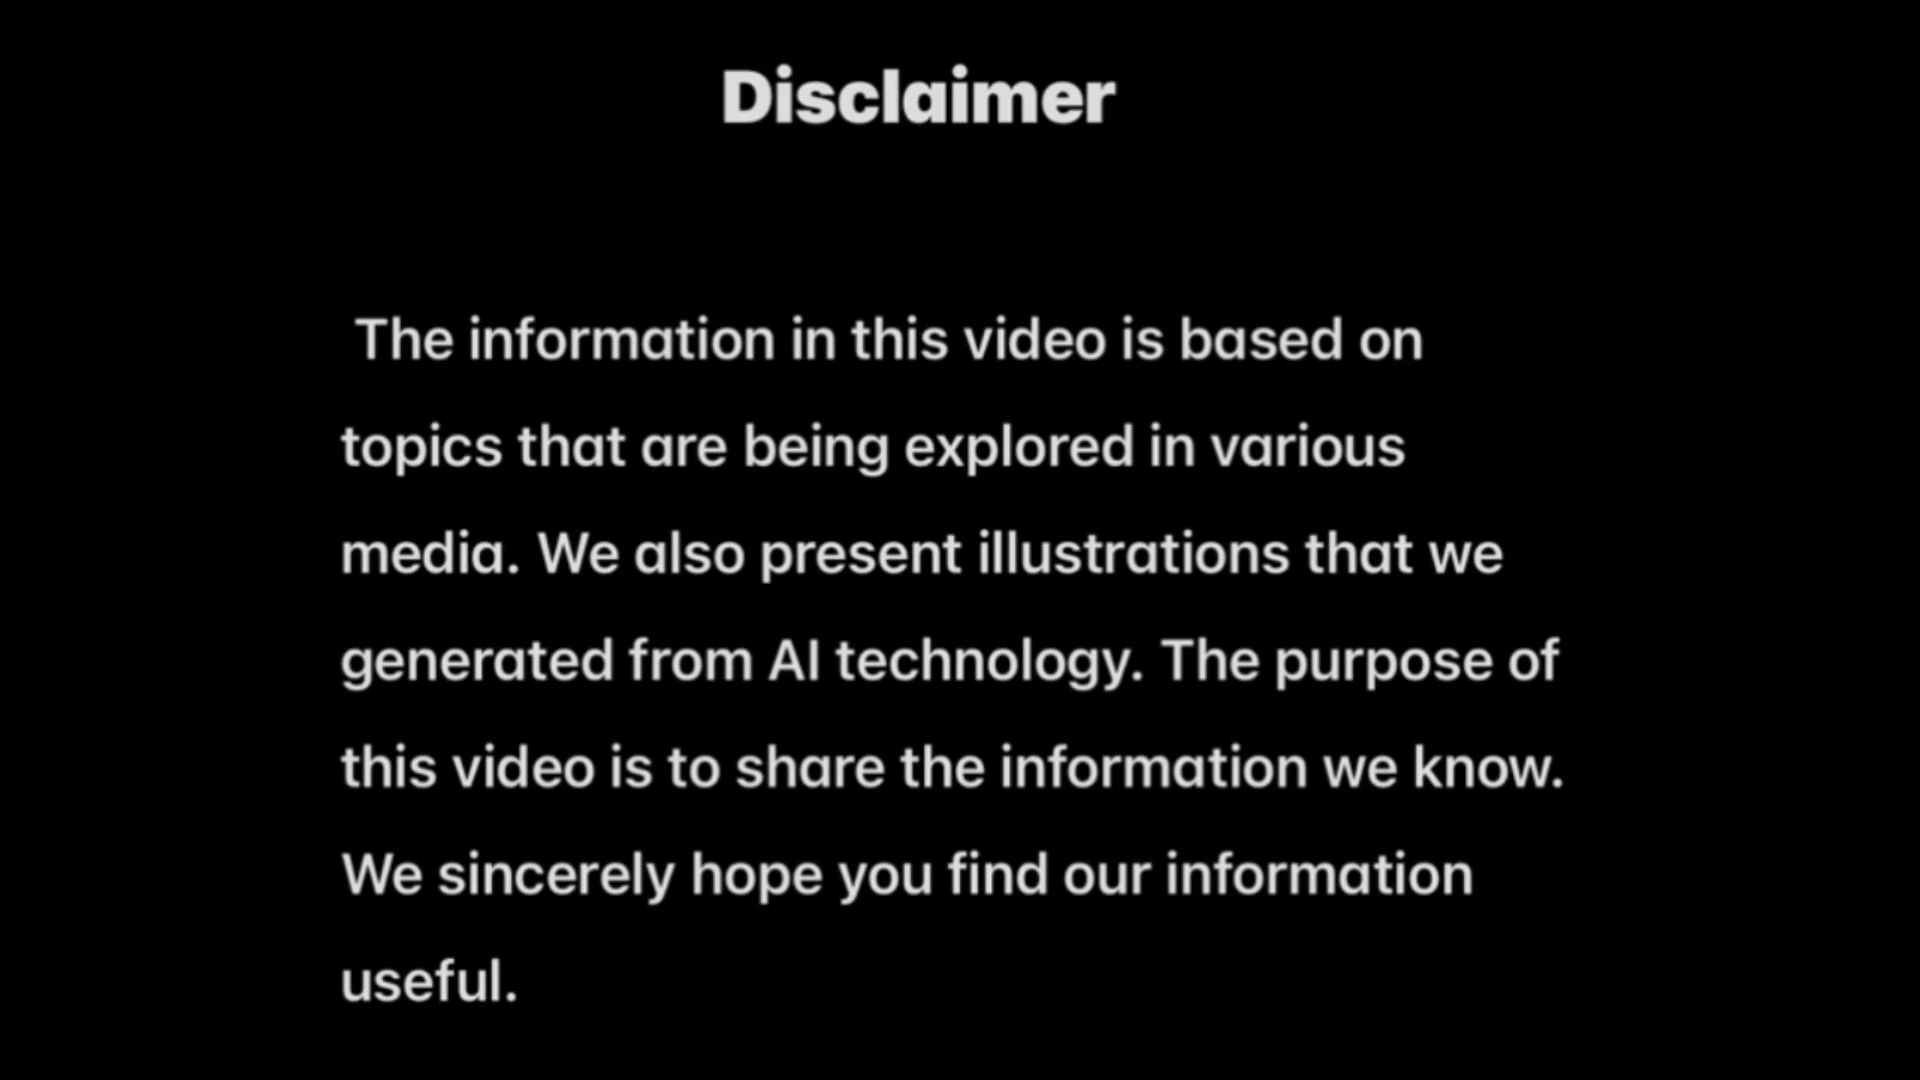 Disclaimer
The information in this video is based on
topics that are being explored in various
media. We also present illustrations that we
generated from AI technology. The purpose of
this video is to share the information we know.
We sincerely hope you find our information
useful.